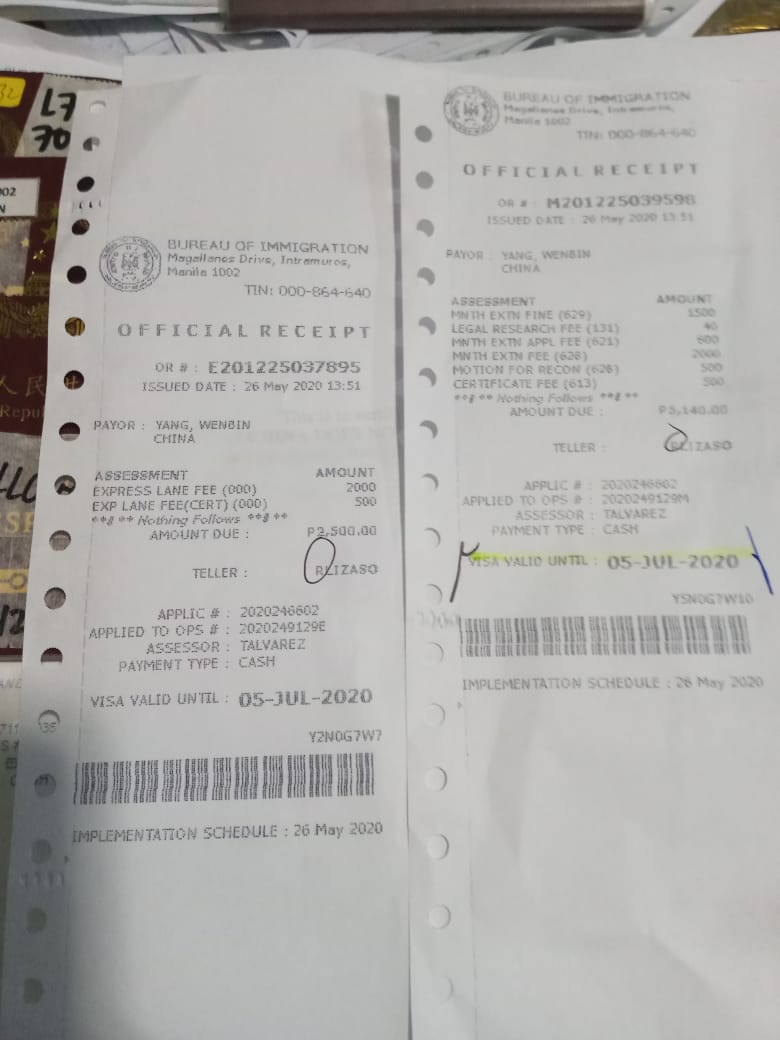 L7
70
BUREAU OF IMMIGRATION
Magallanes Drive, Intramuros,
Manila 1002
TIN: 000-864-640
OFFICIAL RECEIPT
OR # : E201225037895
ISSUED DATE : 26 May 2020 13:51
PAYOR : YANG, WENBIN
CHINA
ASSESSMENT AMOUNT
EXPRESS LANE FEE (000) 2000
EXP LANE FEE(CERT) (000) 500
**# ** Nothing Follows **# **
AMOUNT DUE : P2,500.00
TELLER : RLIZASO
APPLIC # : 2020246602
APPLIED TO OPS # : 2020249129E
ASSESSOR : TALVAREZ
PAYMENT TYPE : CASH
VISA VALID UNTIL : 05-JUL-2020
Y2N0G7W7
IMPLEMENTATION SCHEDULE : 26 May 2020
BUREAU OF IMMIGRATION
Magallanes Drive, Intramuros,
Manila 1002
TIN: 000-864-640
OFFICIAL RECEIPT
OR # : M201225039598
ISSUED DATE : 26 May 2020 13:51
PAYOR : YANG, WENBIN
CHINA
ASSESSMENT AMOUNT
MNTH EXTN FINE (629) 1500
LEGAL RESEARCH FEE (131) 40
MNTH EXTN APPL FEE (621) 600
MNTH EXTN FEE (628) 2000
MOTION FOR RECON (626) 500
CERTIFICATE FEE (613) 500
**# ** Nothing Follows **# **
AMOUNT DUE : P5,140.00
TELLER : RLIZASO
APPLIC # : 2020246602
APPLIED TO OPS # : 2020249129M
ASSESSOR : TALVAREZ
PAYMENT TYPE : CASH
VISA VALID UNTIL : 05-JUL-2020
Y5N0G7W10
IMPLEMENTATION SCHEDULE : 26 May 2020